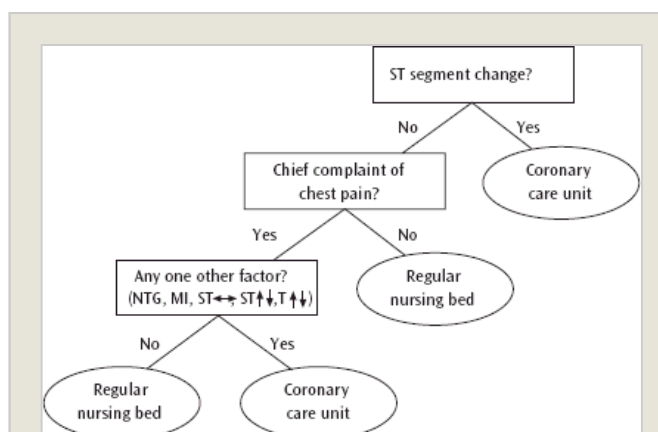 ST segment change?
No
Yes
Chief complaint of
chest pain?
Coronary
care unit
Yes
No
Any one other factor?
(NTG, MI, ST↔, ST↑↓,T↑↓)
Regular
nursing bed
No
Yes
Regular
nursing bed
Coronary
care unit